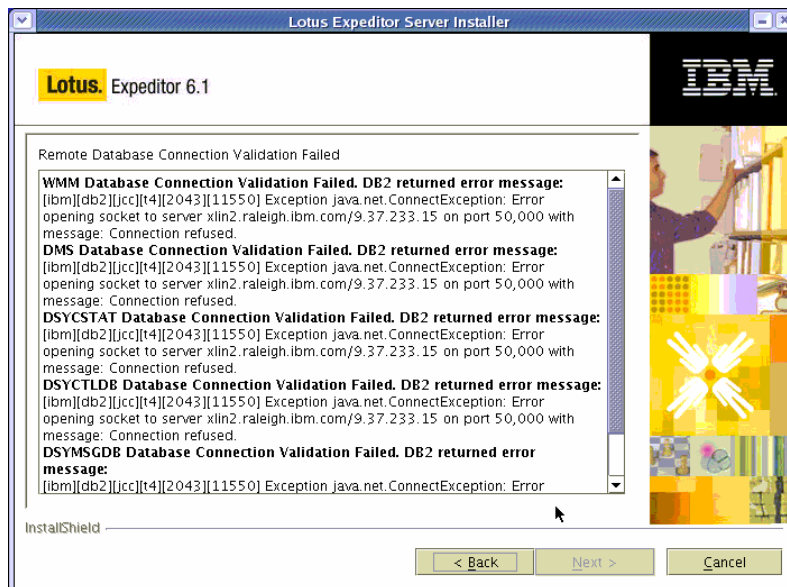 Lotus Expeditor Server Installer
Lotus. Expeditor 6.1
IBM.
Remote Database Connection Validation Failed
WMM Database Connection Validation Failed. DB2 returned error message:
[ibm][db2][jcc][t4][2043][11550] Exception java.net.ConnectException: Error
opening socket to server xlin2.raleigh.ibm.com/9.37.233.15 on port 50,000 with
message: Connection refused.
DMS Database Connection Validation Failed. DB2 returned error message:
[ibm][db2][jcc][t4][2043][11550] Exception java.net.ConnectException: Error
opening socket to server xlin2.raleigh.ibm.com/9.37.233.15 on port 50,000 with
message: Connection refused.
DSYCSTAT Database Connection Validation Failed. DB2 returned error message:
[ibm][db2][jcc][t4][2043][11550] Exception java.net.ConnectException: Error
opening socket to server xlin2.raleigh.ibm.com/9.37.233.15 on port 50,000 with
message: Connection refused.
DSYCTLDB Database Connection Validation Failed. DB2 returned error message:
[ibm][db2][jcc][t4][2043][11550] Exception java.net.ConnectException: Error
opening socket to server xlin2.raleigh.ibm.com/9.37.233.15 on port 50,000 with
message: Connection refused.
DSYMSGDB Database Connection Validation Failed. DB2 returned error
message:
[ibm][db2][jcc][t4][2043][11550] Exception java.net.ConnectException: Error
InstallShield
< Back
Next >
Cancel